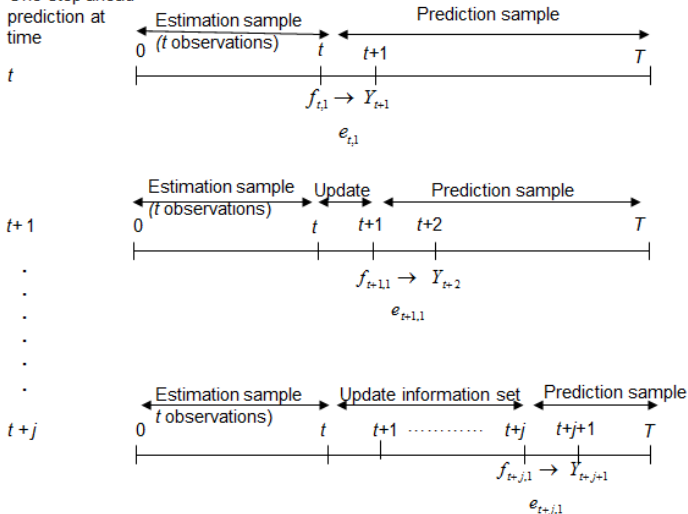 prediction at
time
Estimation sample
(t observations)
Prediction sample
0 t t+1 T
t
f_{t,1} → Y_{t+1}
e_{t,1}
Estimation sample Update Prediction sample
(t observations)
t+1 0 t t+1 t+2 T
f_{t+1,1} → Y_{t+2}
e_{t+1,1}
Estimation sample Update information set Prediction sample
t observations)
t+j 0 t t+1 ............ t+j t+j+1 T
f_{t+j,1} → Y_{t+j+1}
e_{t+j,1}